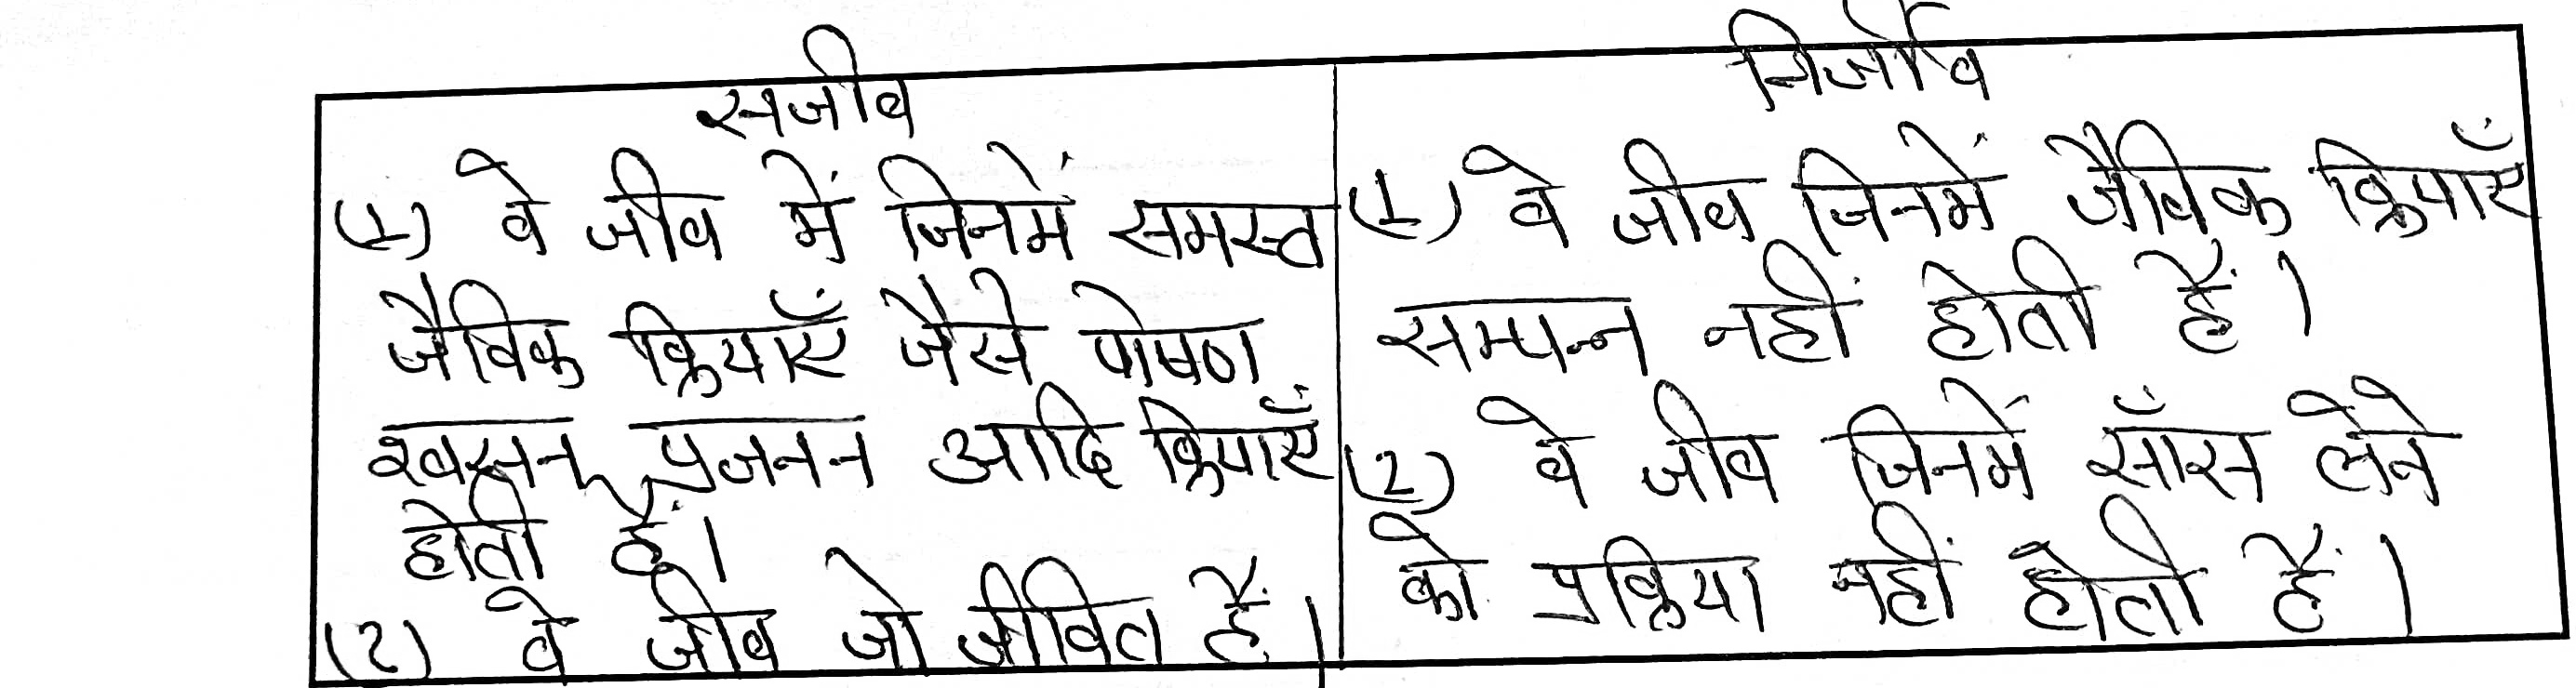 सजीव
(1) वे जीव में जिनमें समस्त
जैविक क्रियाएँ जैसे पोषण
श्वसन, प्रजनन आदि क्रियाएँ
होती हैं।
(2) वे जीव जो जीवित हैं।
निर्जीव
(1) वे जीव जिनमें जैविक क्रियाएँ
सम्पन्न नहीं होती हैं।
(2) वे जीव जिनमें साँस लेने
की प्रक्रिया नहीं होती हैं।